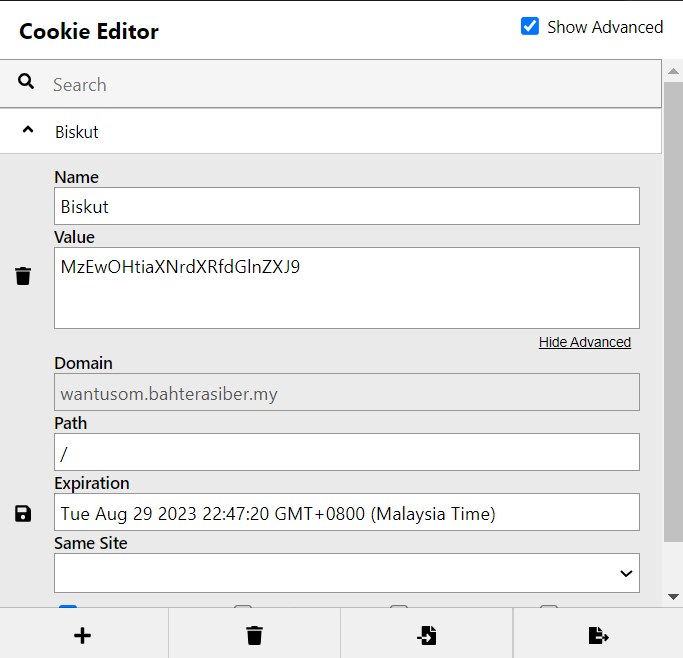 Cookie Editor
Show Advanced
Search
Biskut
Name
Biskut
Value
MzEwOHtiaXNrdXRfdGlnZXJ9
Hide Advanced
Domain
wantusom.bahterasiber.my
Path
/
Expiration
Tue Aug 29 2023 22:47:20 GMT+0800 (Malaysia Time)
Same Site